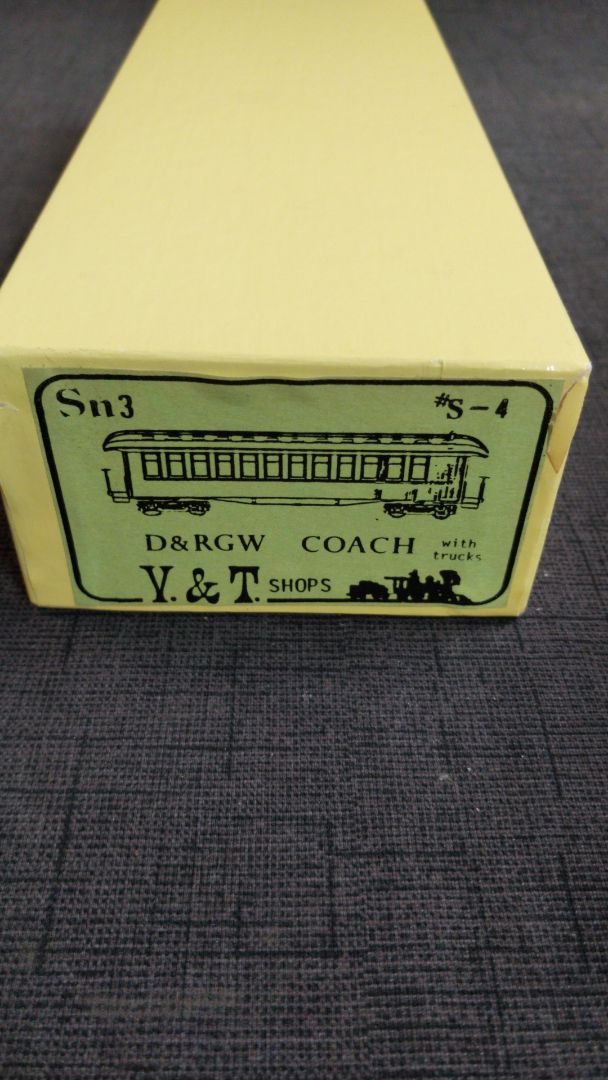 Sn3 #S-4
D&RGW COACH with trucks
V.&T. SHOPS